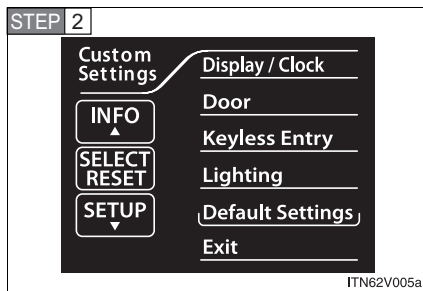 STEP 2
Custom
Settings
INFO
SELECT
RESET
SETUP
Display / Clock
Door
Keyless Entry
Lighting
Default Settings
Exit
ITN62V005a